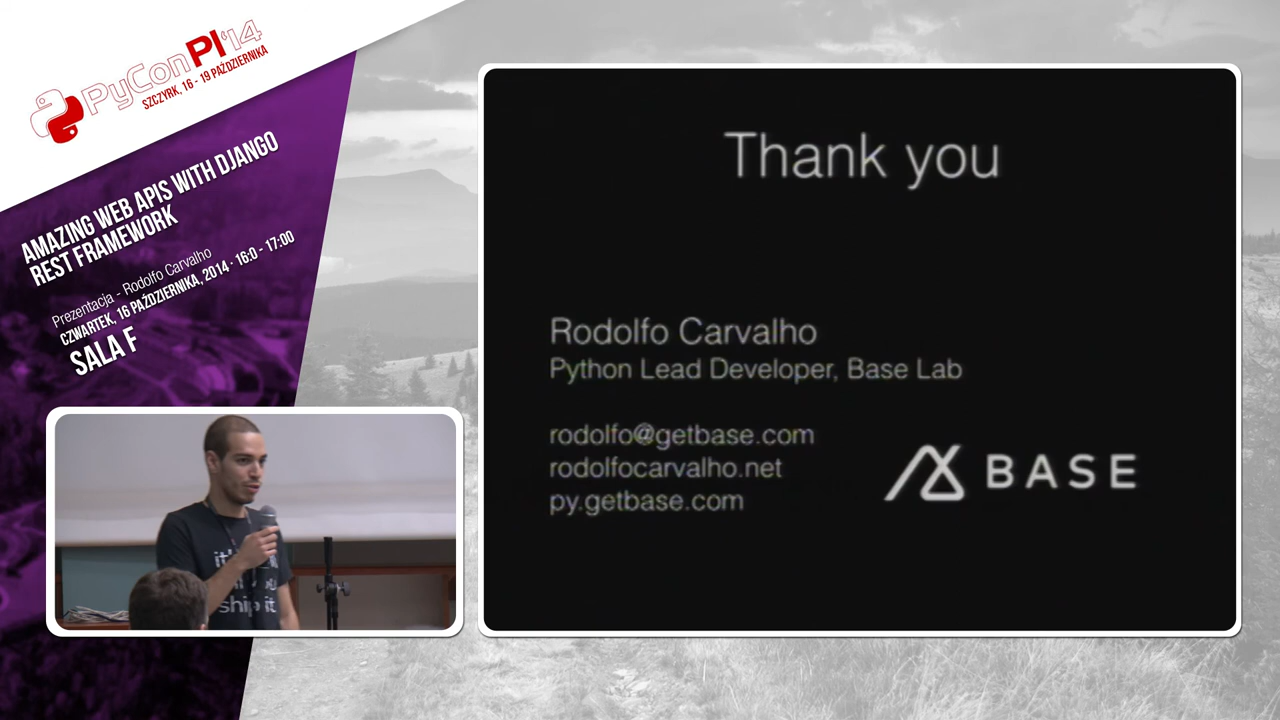 PyConPl'14
SZCZYRK, 16 - 19 PAŹDZIERNIKA
AMAZING WEB APIS WITH DJANGO
REST FRAMEWORK
Prezentacja - Rodolfo Carvalho
CZWARTEK, 16 PAŹDZIERNIKA, 2014 · 16:0 - 17:00
SALA F
Thank you
Rodolfo Carvalho
Python Lead Developer, Base Lab
rodolfo@getbase.com
rodolfocarvalho.net
py.getbase.com
BASE
ship it